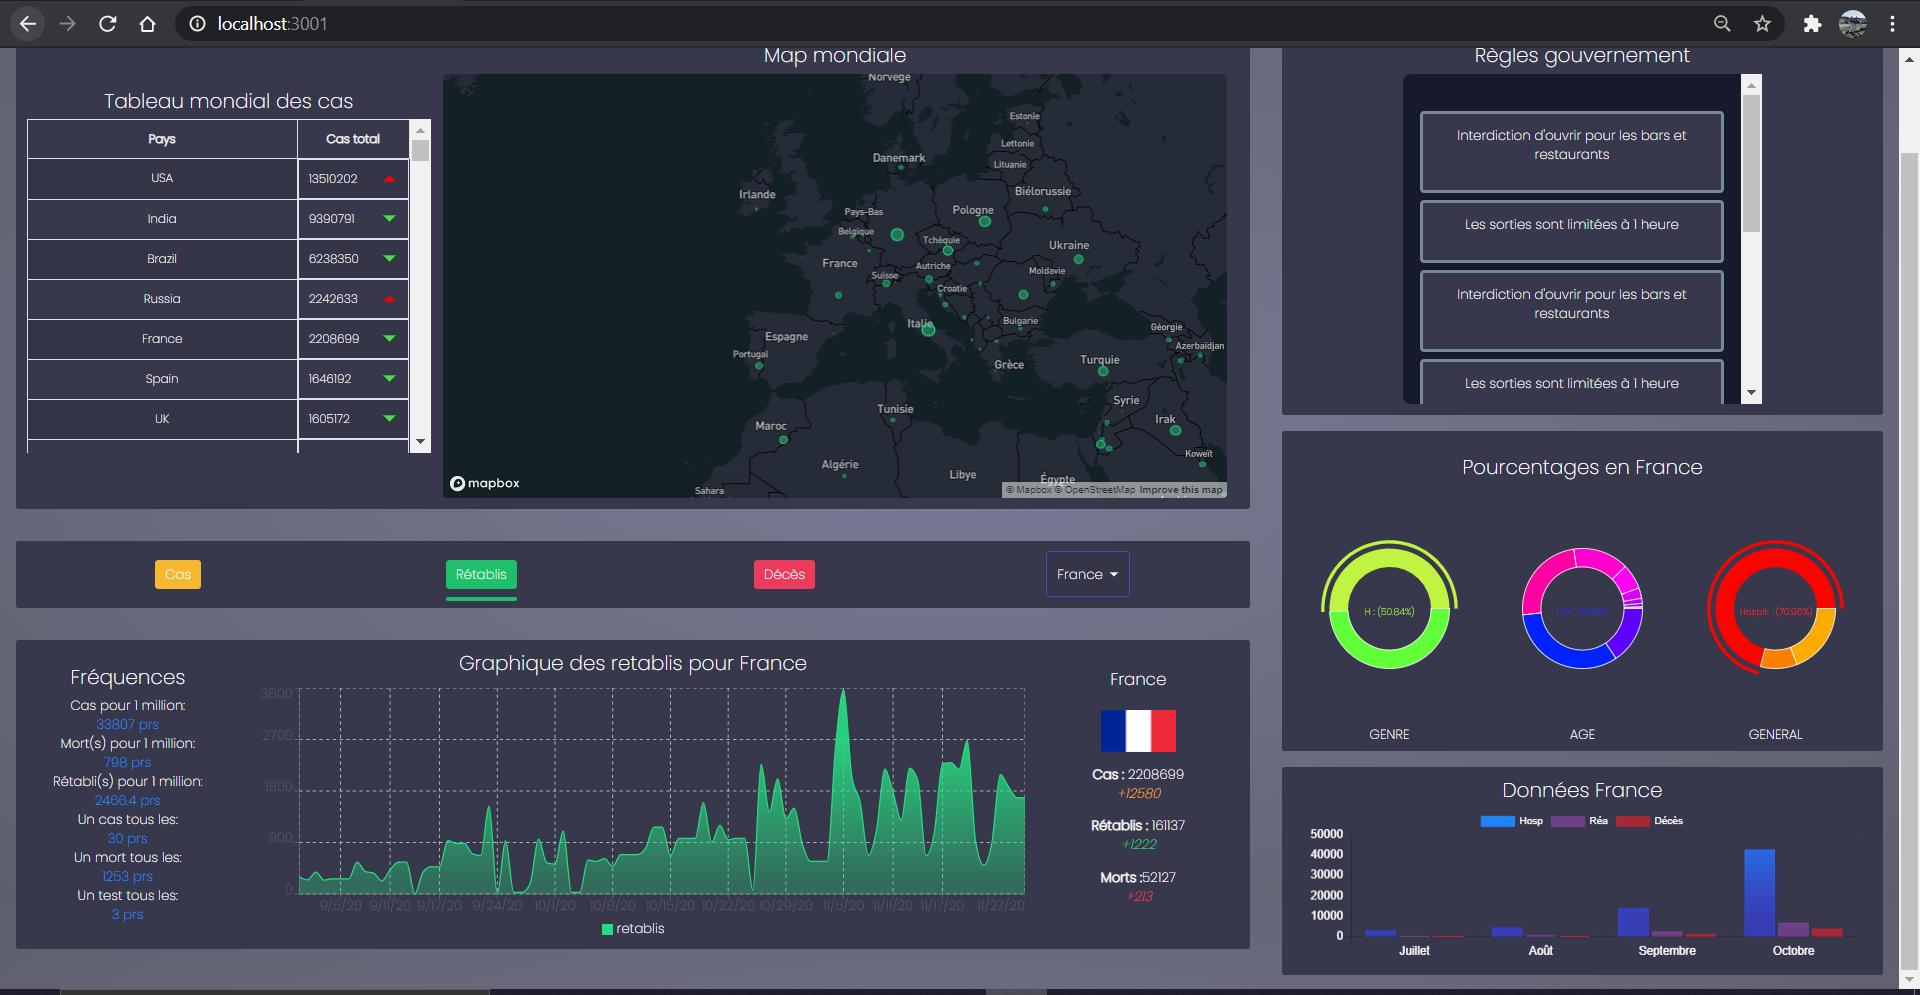 localhost:3001
Map mondiale
Tableau mondial des cas
Pays Cas total
USA 13510202
India 9390791
Brazil 6238350
Russia 2242633
France 2208699
Spain 1646192
UK 1605172
Norvege
Estonie
Lettonie
Lituanie
Danemark
Biélorussie
Irlande
Pays-Bas
Pologne
Belgique
Tchéquie
Ukraine
France
Autriche
Moldavie
Suisse
Croatie
Italie
Bulgarie
Géorgie
Espagne
Azerbaïdjan
Portugal
Grèce
Turquie
Syrie
Tunisie
Irak
Maroc
Koweït
Algérie
Libye
Égypte
Sahara
mapbox
© Mapbox © OpenStreetMap Improve this map
Règles gouvernement
Interdiction d'ouvrir pour les bars et
restaurants
Les sorties sont limitées à 1 heure
Interdiction d'ouvrir pour les bars et
restaurants
Les sorties sont limitées à 1 heure
Cas
Rétablis
Décès
France
Pourcentages en France
H : (50.84%)
Hospit. : (70.96%)
GENRE
AGE
GENERAL
Fréquences
Cas pour 1 million:
33807 prs
Mort(s) pour 1 million:
798 prs
Rétabli(s) pour 1 million:
2466.4 prs
Un cas tous les:
30 prs
Un mort tous les:
1253 prs
Un test tous les:
3 prs
Graphique des retablis pour France
3600
2700
1800
900
0
9/5/20 9/11/20 9/17/20 9/24/20 10/1/20 10/8/20 10/15/20 10/22/20 10/29/20 11/5/20 11/11/20 11/17/20 11/27/20
retablis
France
Cas : 2208699
+12580
Rétablis : 161137
+1222
Morts :52127
+213
Données France
Hosp Réa Décès
50000
40000
30000
20000
10000
0
Juillet Août Septembre Octobre